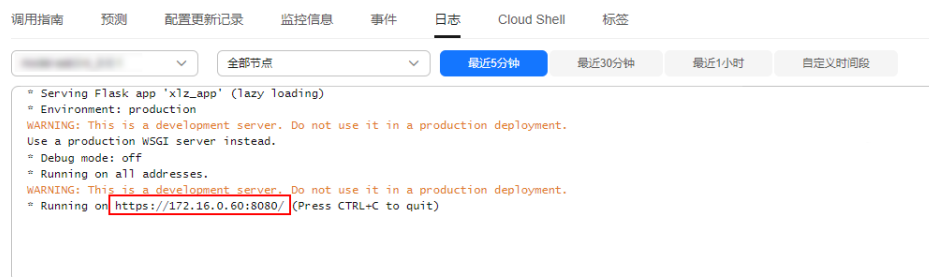 调用指南 预测 配置更新记录 监控信息 事件 日志 Cloud Shell 标签
全部节点 最近5分钟 最近30分钟 最近1小时 自定义时间段
* Serving Flask app 'xlz_app' (lazy loading)
* Environment: production
WARNING: This is a development server. Do not use it in a production deployment.
Use a production WSGI server instead.
* Debug mode: off
* Running on all addresses.
WARNING: This is a development server. Do not use it in a production deployment.
* Running on https://172.16.0.60:8080/ (Press CTRL+C to quit)